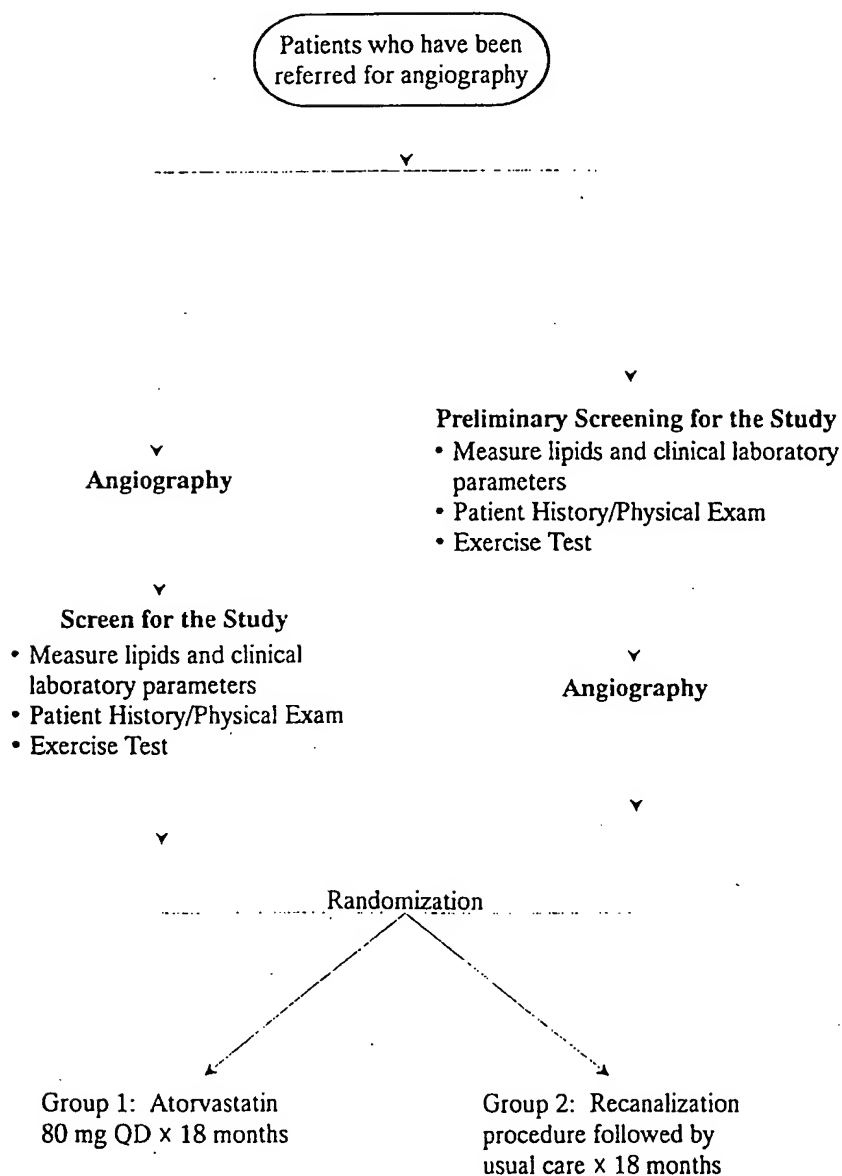 Patients who have been
referred for angiography
Angiography
Screen for the Study
• Measure lipids and clinical
laboratory parameters
• Patient History/Physical Exam
• Exercise Test
Preliminary Screening for the Study
• Measure lipids and clinical laboratory
parameters
• Patient History/Physical Exam
• Exercise Test
Angiography
Randomization
Group 1: Atorvastatin
80 mg QD x 18 months
Group 2: Recanalization
procedure followed by
usual care x 18 months